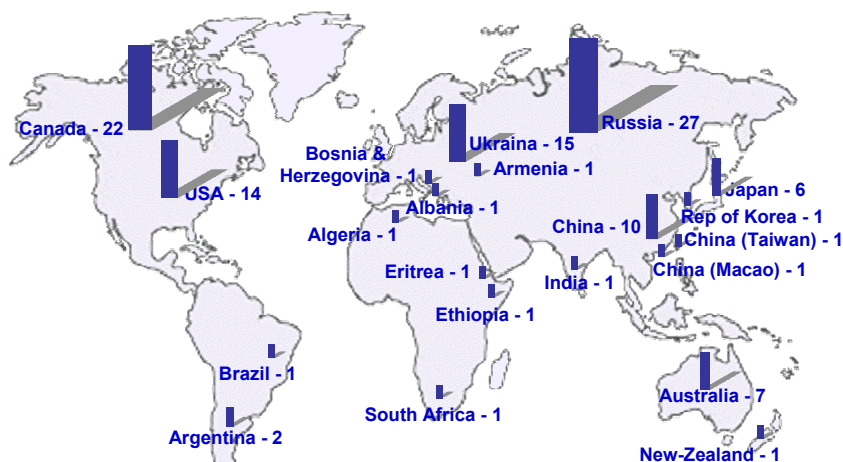 Canada - 22
Russia - 27
Ukraina - 15
Bosnia &
Herzegovina - 1
Armenia - 1
USA - 14
Japan - 6
Albania - 1
Rep of Korea - 1
Algeria - 1
China - 10
China (Taiwan) - 1
Eritrea - 1
India - 1
China (Macao) - 1
Ethiopia - 1
Brazil - 1
Australia - 7
South Africa - 1
Argentina - 2
New-Zealand - 1